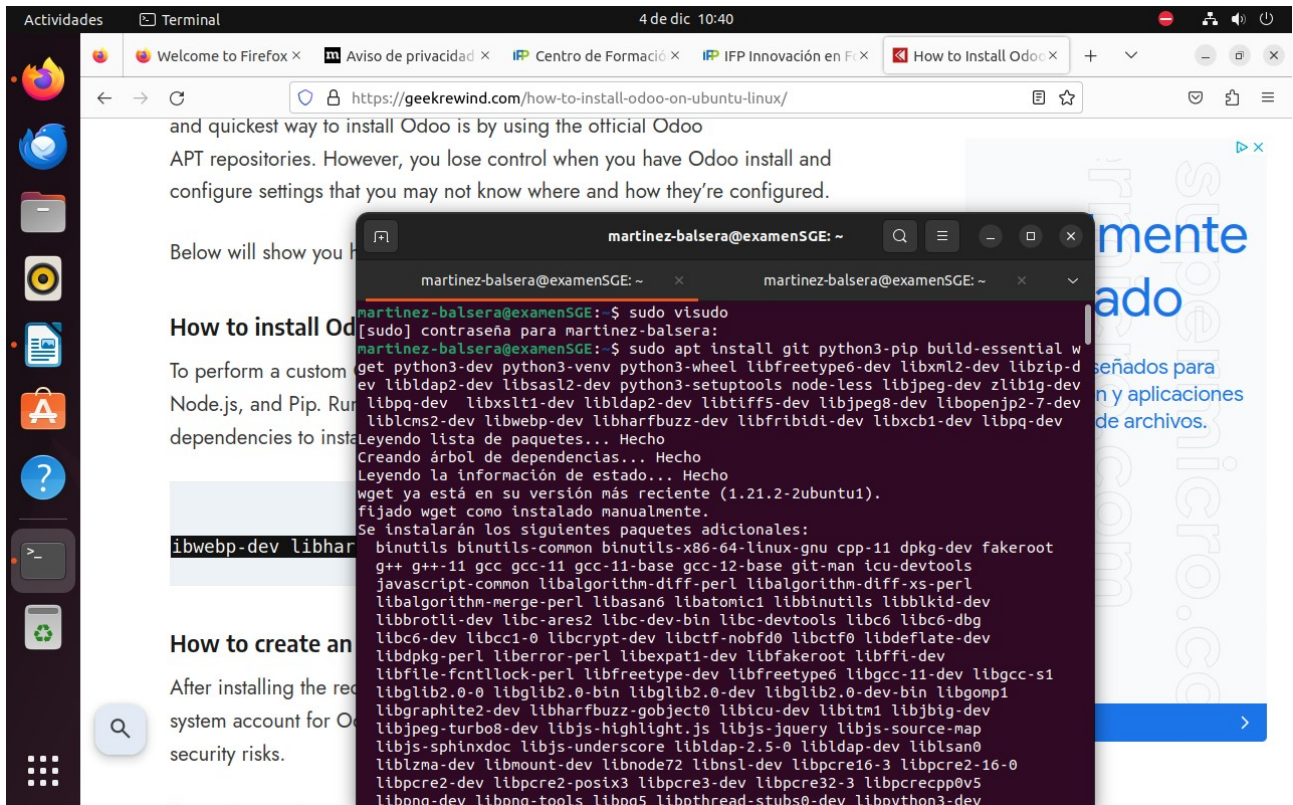 Actividades Terminal 4 de dic 10:40
Welcome to Firefox × m Aviso de privacidad × iFP Centro de Formació × iFP IFP Innovación en Fo × How to Install Odoo × +
https://geekrewind.com/how-to-install-odoo-on-ubuntu-linux/
and quickest way to install Odoo is by using the official Odoo
APT repositories. However, you lose control when you have Odoo install and
configure settings that you may not know where and how they're configured.
Below will show you h
How to install Od
To perform a custom
Node.js, and Pip. Run
dependencies to insta
ibwebp-dev libhar
How to create an
After installing the req
system account for Od
security risks.
mente
ado
señados para
n y aplicaciones
de archivos.
supermicro.co
martinez-balsera@examenSGE: ~
martinez-balsera@examenSGE: ~ × martinez-balsera@examenSGE: ~ ×
martinez-balsera@examenSGE:~$ sudo visudo
[sudo] contraseña para martinez-balsera:
martinez-balsera@examenSGE:~$ sudo apt install git python3-pip build-essential w
get python3-dev python3-venv python3-wheel libfreetype6-dev libxml2-dev libzip-d
ev libldap2-dev libsasl2-dev python3-setuptools node-less libjpeg-dev zlib1g-dev
libpq-dev libxslt1-dev libldap2-dev libtiff5-dev libjpeg8-dev libopenjp2-7-dev
liblcms2-dev libwebp-dev libharfbuzz-dev libfribidi-dev libxcb1-dev libpq-dev
Leyendo lista de paquetes... Hecho
Creando árbol de dependencias... Hecho
Leyendo la información de estado... Hecho
wget ya está en su versión más reciente (1.21.2-2ubuntu1).
fijado wget como instalado manualmente.
Se instalarán los siguientes paquetes adicionales:
binutils binutils-common binutils-x86-64-linux-gnu cpp-11 dpkg-dev fakeroot
g++ g++-11 gcc gcc-11 gcc-11-base gcc-12-base git-man icu-devtools
javascript-common libalgorithm-diff-perl libalgorithm-diff-xs-perl
libalgorithm-merge-perl libasan6 libatomic1 libbinutils libblkid-dev
libbrotli-dev libc-ares2 libc-dev-bin libc-devtools libc6 libc6-dbg
libc6-dev libcc1-0 libcrypt-dev libctf-nobfd0 libctf0 libdeflate-dev
libdpkg-perl liberror-perl libexpat1-dev libfakeroot libffi-dev
libfile-fcntllock-perl libfreetype-dev libfreetype6 libgcc-11-dev libgcc-s1
libglib2.0-0 libglib2.0-bin libglib2.0-dev libglib2.0-dev-bin libgomp1
libgraphite2-dev libharfbuzz-gobject0 libicu-dev libitm1 libjbig-dev
libjpeg-turbo8-dev libjs-highlight.js libjs-jquery libjs-source-map
libjs-sphinxdoc libjs-underscore libldap-2.5-0 libldap-dev liblsan0
liblzma-dev libmount-dev libnode72 libnsl-dev libpcre16-3 libpcre2-16-0
libpcre2-dev libpcre2-posix3 libpcre3-dev libpcre32-3 libpcrecpp0v5
libpng-dev libpng-tools libpq5 libpthread-stubs0-dev libpython3-dev